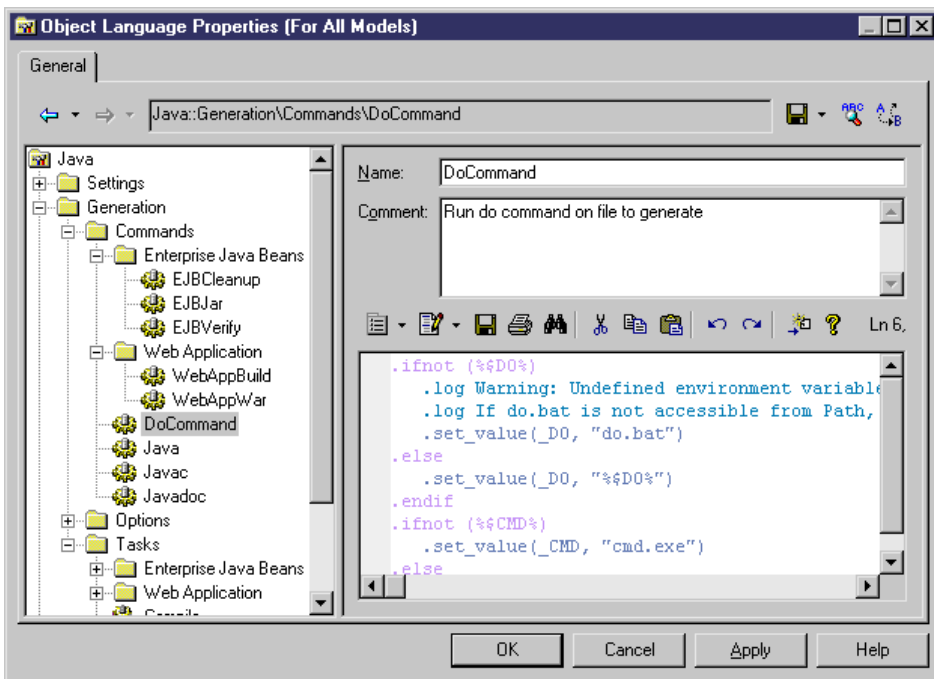 Object Language Properties (For All Models)
General
Java::Generation\Commands\DoCommand
Java
Settings
Generation
Commands
Enterprise Java Beans
EJBCleanup
EJBJar
EJBVerify
Web Application
WebAppBuild
WebAppWar
DoCommand
Java
Javac
Javadoc
Options
Tasks
Enterprise Java Beans
Web Application
Name: DoCommand
Comment: Run do command on file to generate
Ln 6,
.ifnot (%$DO%)
.log Warning: Undefined environment variable
.log If do.bat is not accessible from Path,
.set_value(_DO, "do.bat")
.else
.set_value(_DO, "%$DO%")
.endif
.ifnot (%$CMD%)
.set_value(_CMD, "cmd.exe")
.else
OK Cancel Apply Help